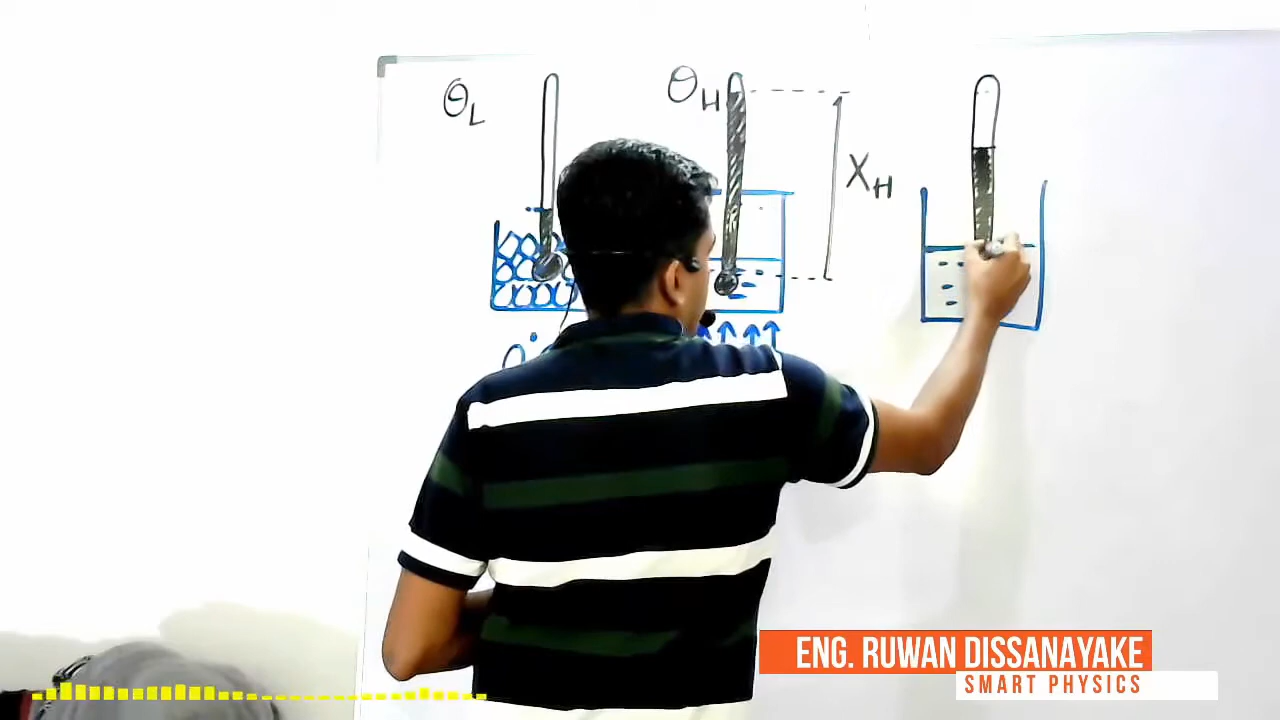 θL
θH
XH
ENG. RUWAN DISSANAYAKE
SMART PHYSICS